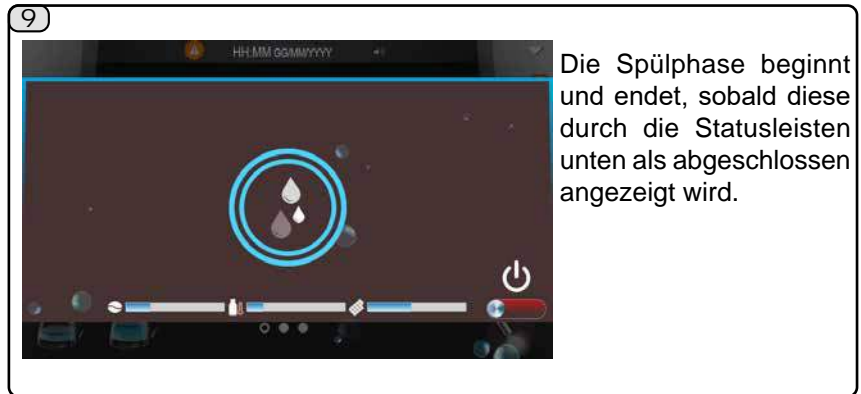 9
HH:MM GG/MM/YYYY
Die Spülphase beginnt
und endet, sobald diese
durch die Statusleisten
unten als abgeschlossen
angezeigt wird.